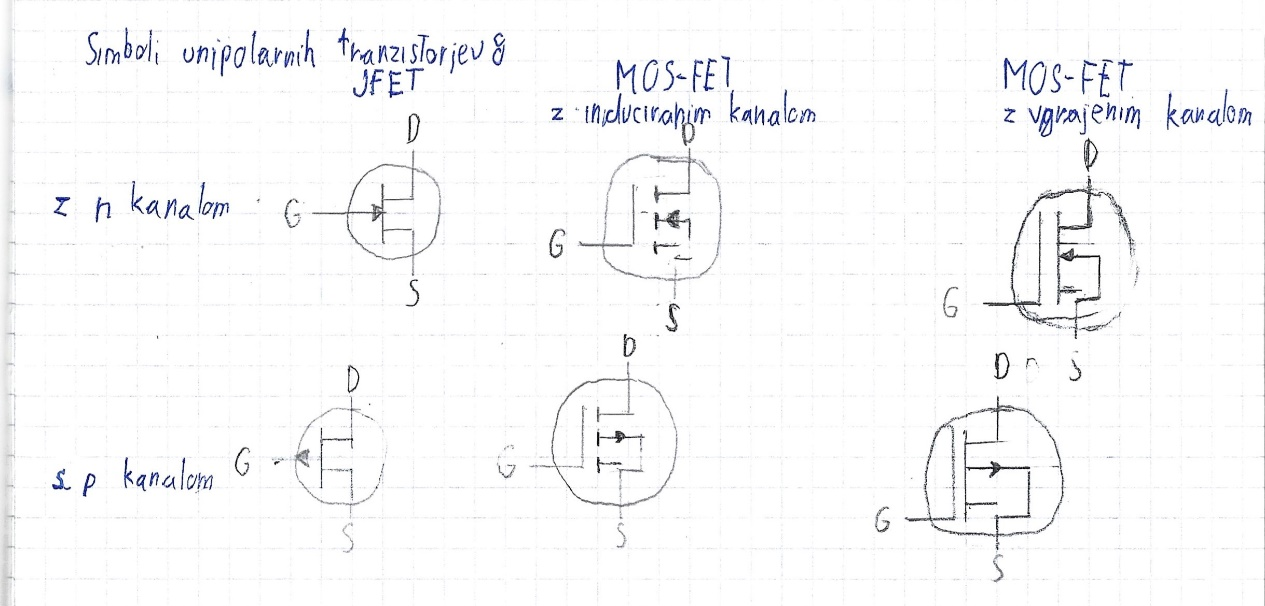 Simboli unipolarnih tranzistorjev:
JFET
MOS-FET
z induciranim kanalom
MOS-FET
z vgrajenim kanalom
z n kanalom
G
D
S
G
D
S
G
D
S
s p kanalom
G
D
S
G
D
S
G
D
S